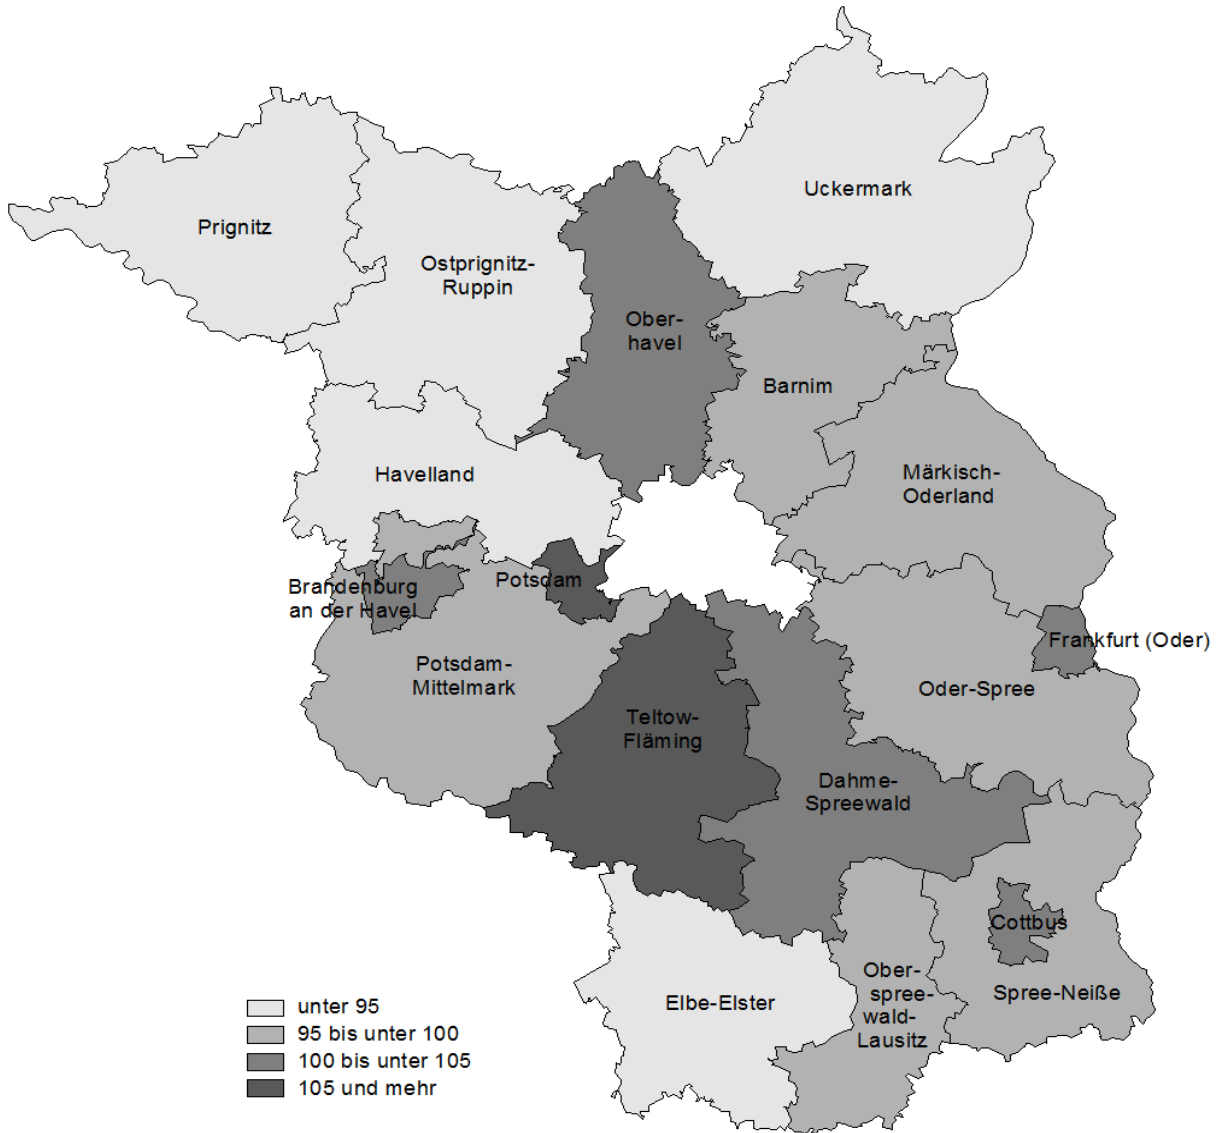 Uckermark
Prignitz
Ostprignitz-
Ruppin
Ober-
havel
Barnim
Havelland
Märkisch-
Oderland
Brandenburg
an der Havel
Potsdam
Frankfurt (Oder)
Potsdam-
Mittelmark
Oder-Spree
Teltow-
Fläming
Dahme-
Spreewald
Cottbus
Ober-
spree-
wald-
Lausitz
Spree-Neiße
Elbe-Elster
unter 95
95 bis unter 100
100 bis unter 105
105 und mehr